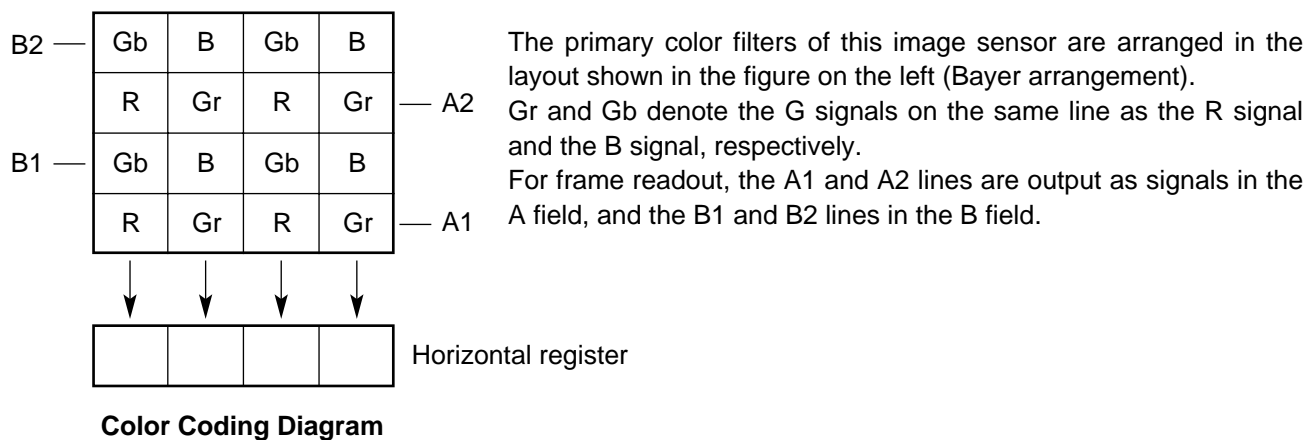 B2 Gb B Gb B
R Gr R Gr A2
B1 Gb B Gb B
R Gr R Gr A1
Horizontal register
Color Coding Diagram
The primary color filters of this image sensor are arranged in the
layout shown in the figure on the left (Bayer arrangement).
Gr and Gb denote the G signals on the same line as the R signal
and the B signal, respectively.
For frame readout, the A1 and A2 lines are output as signals in the
A field, and the B1 and B2 lines in the B field.